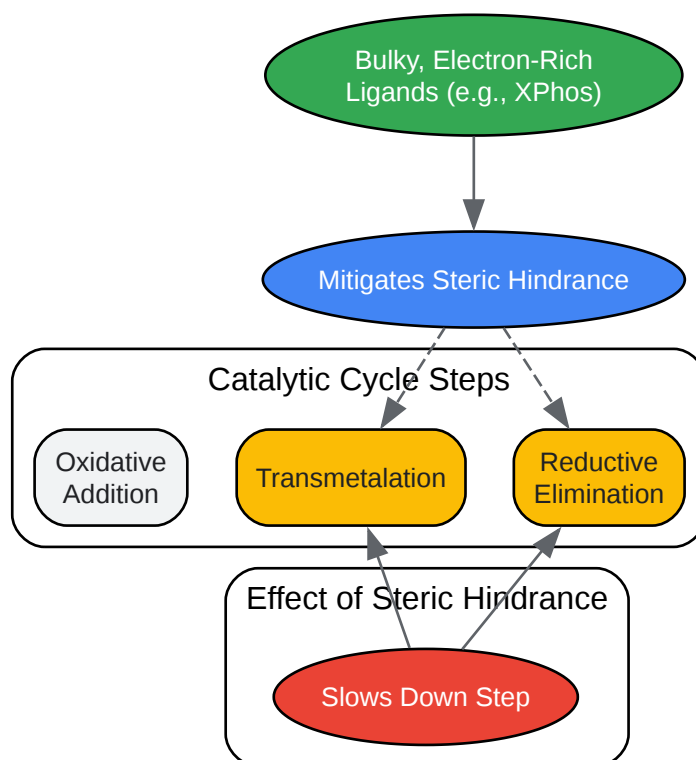 Bulky, Electron-Rich
Ligands (e.g., XPhos)
Mitigates Steric Hindrance
Catalytic Cycle Steps
Oxidative
Addition
Transmetalation
Reductive
Elimination
Effect of Steric Hindrance
Slows Down Step